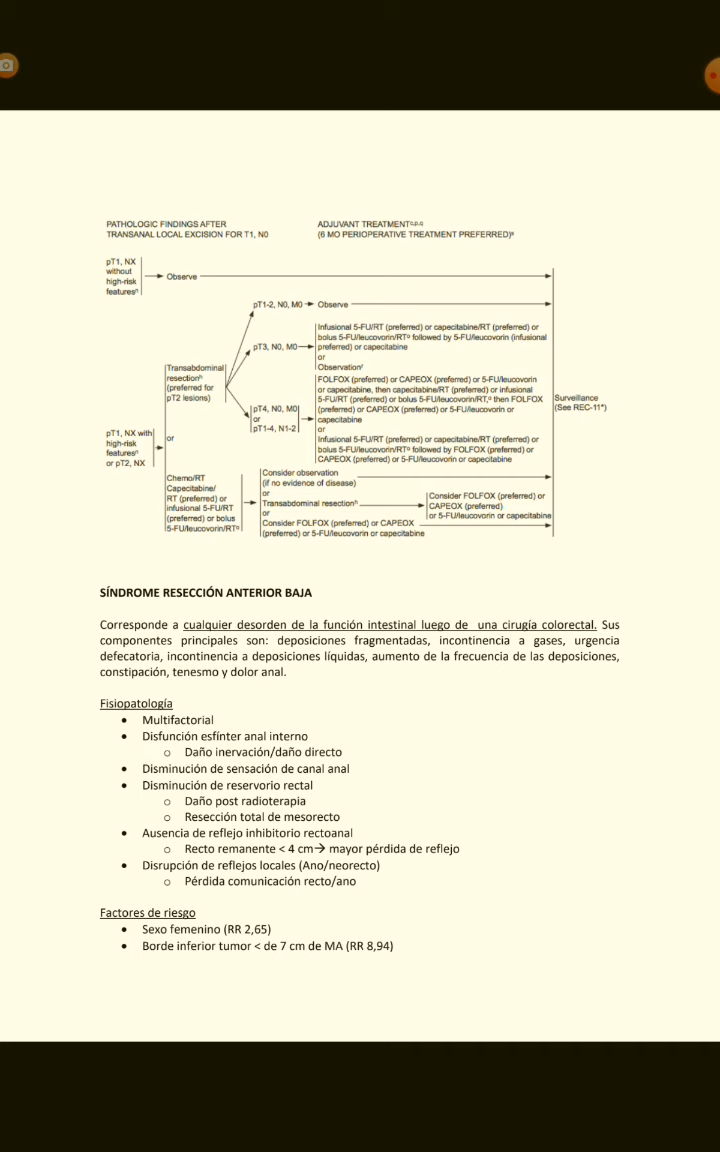 PATHOLOGIC FINDINGS AFTER
TRANSANAL LOCAL EXCISION FOR T1, N0
ADJUVANT TREATMENTᵒ,ᵖ,ᵠ
(6 MO PERIOPERATIVE TREATMENT PREFERRED)ˢ
pT1, NX
without
high-risk
featuresⁿ
Observe
pT1, NX with
high-risk
featuresⁿ
or pT2, NX
Transabdominal
resectionʰ
(preferred for
pT2 lesions)
or
Chemo/RT
Capecitabine/
RT (preferred) or
infusional 5-FU/RT
(preferred) or bolus
5-FU/leucovorin/RTᵠ
pT1-2, N0, M0
Observe
pT3, N0, M0
Infusional 5-FU/RT (preferred) or capecitabine/RT (preferred) or
bolus 5-FU/leucovorin/RTᵠ followed by 5-FU/leucovorin (infusional
preferred) or capecitabine
or
Observationʳ
pT4, N0, M0
or
pT1-4, N1-2
FOLFOX (preferred) or CAPEOX (preferred) or 5-FU/leucovorin
or capecitabine, then capecitabine/RT (preferred) or infusional
5-FU/RT (preferred) or bolus 5-FU/leucovorin/RT,ᵠ then FOLFOX
(preferred) or CAPEOX (preferred) or 5-FU/leucovorin or
capecitabine
or
Infusional 5-FU/RT (preferred) or capecitabine/RT (preferred) or
bolus 5-FU/leucovorin/RTᵠ followed by FOLFOX (preferred) or
CAPEOX (preferred) or 5-FU/leucovorin or capecitabine
Consider observation
(if no evidence of disease)
or
Transabdominal resectionʰ
or
Consider FOLFOX (preferred) or CAPEOX
(preferred) or 5-FU/leucovorin or capecitabine
Consider FOLFOX (preferred) or
CAPEOX (preferred)
or 5-FU/leucovorin or capecitabine
Surveillance
(See REC-11*)
SÍNDROME RESECCIÓN ANTERIOR BAJA
Corresponde a cualquier desorden de la función intestinal luego de una cirugía colorectal. Sus
componentes principales son: deposiciones fragmentadas, incontinencia a gases, urgencia
defecatoria, incontinencia a deposiciones líquidas, aumento de la frecuencia de las deposiciones,
constipación, tenesmo y dolor anal.
Fisiopatología
• Multifactorial
• Disfunción esfínter anal interno
o Daño inervación/daño directo
• Disminución de sensación de canal anal
• Disminución de reservorio rectal
o Daño post radioterapia
o Resección total de mesorecto
• Ausencia de reflejo inhibitorio rectoanal
o Recto remanente < 4 cm→ mayor pérdida de reflejo
• Disrupción de reflejos locales (Ano/neorecto)
o Pérdida comunicación recto/ano
Factores de riesgo
• Sexo femenino (RR 2,65)
• Borde inferior tumor < de 7 cm de MA (RR 8,94)